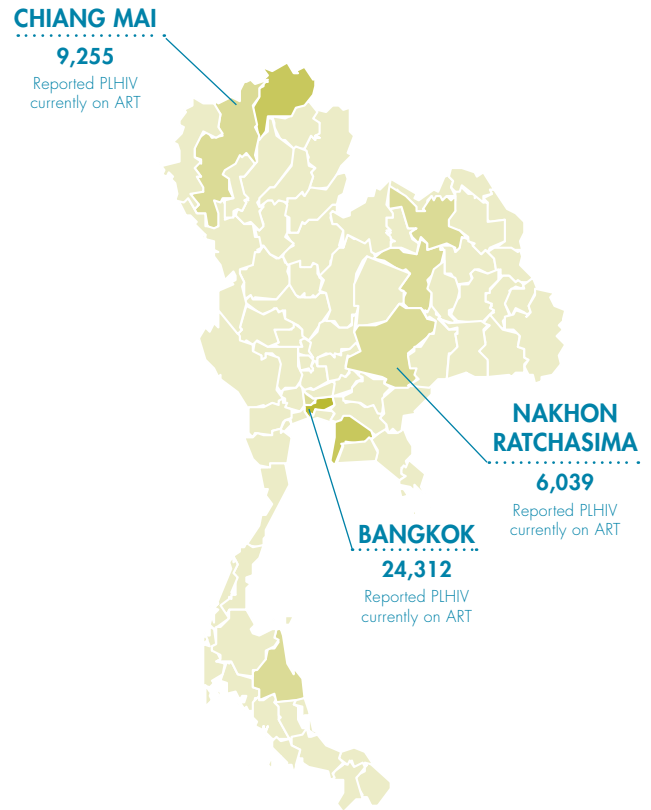 CHIANG MAI
9,255
Reported PLHIV
currently on ART
NAKHON
RATCHASIMA
6,039
Reported PLHIV
currently on ART
BANGKOK
24,312
Reported PLHIV
currently on ART